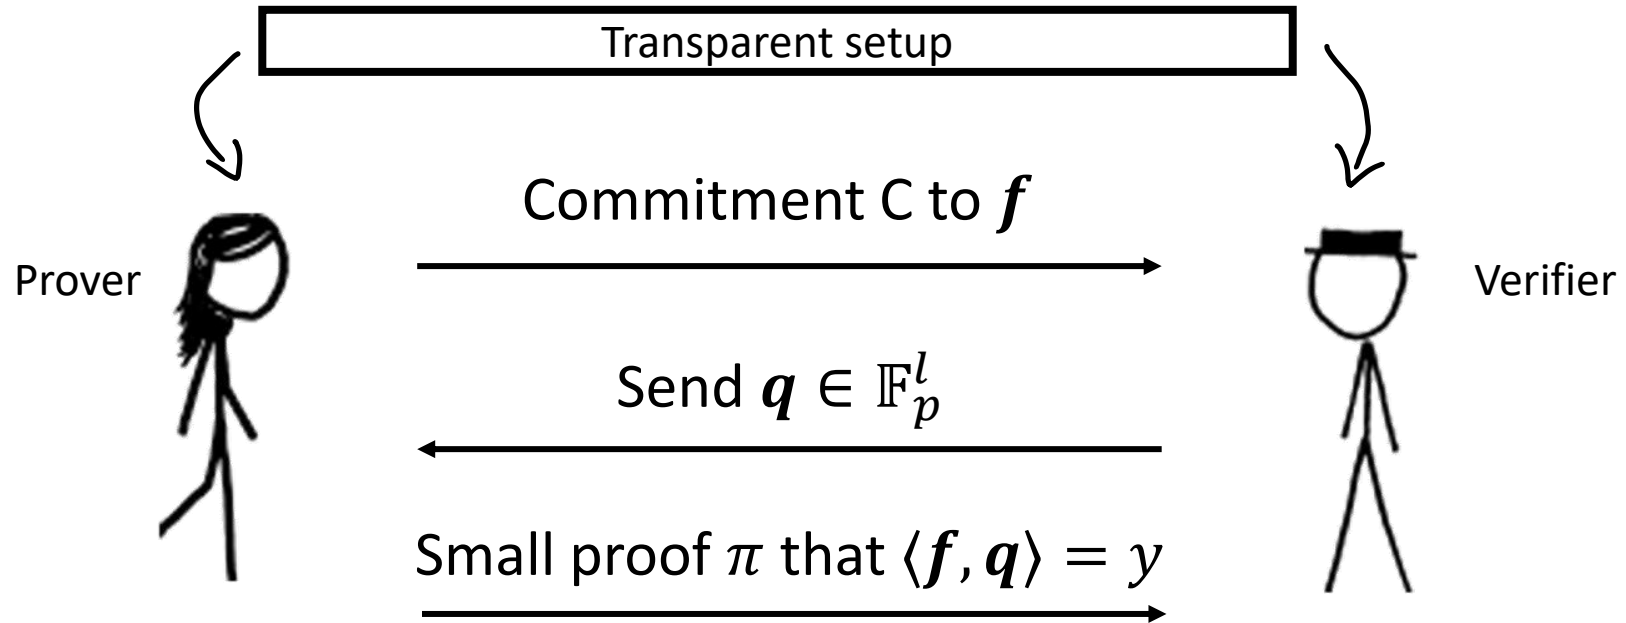 Transparent setup
Commitment C to f
Prover
Verifier
Send q ∈ 𝔽_p^l
Small proof π that ⟨f, q⟩ = y